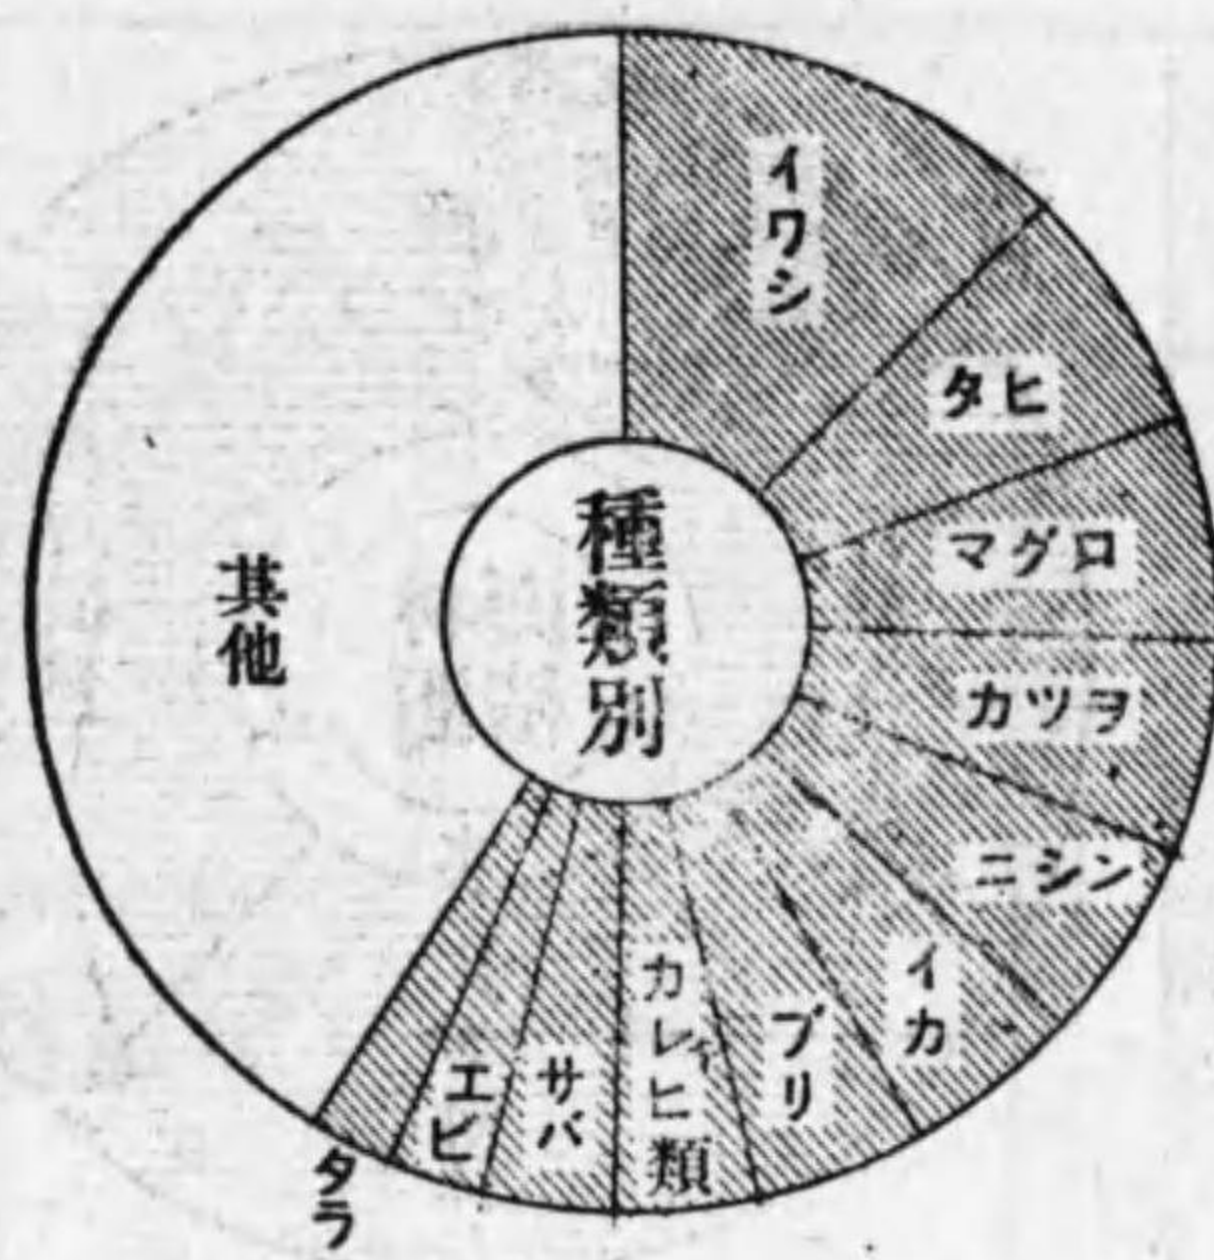 種類別
イワシ
タヒ
マグロ
カツヲ
ニシン
イカ
ブリ
カレヒ類
サバ
エビ
タラ
其他